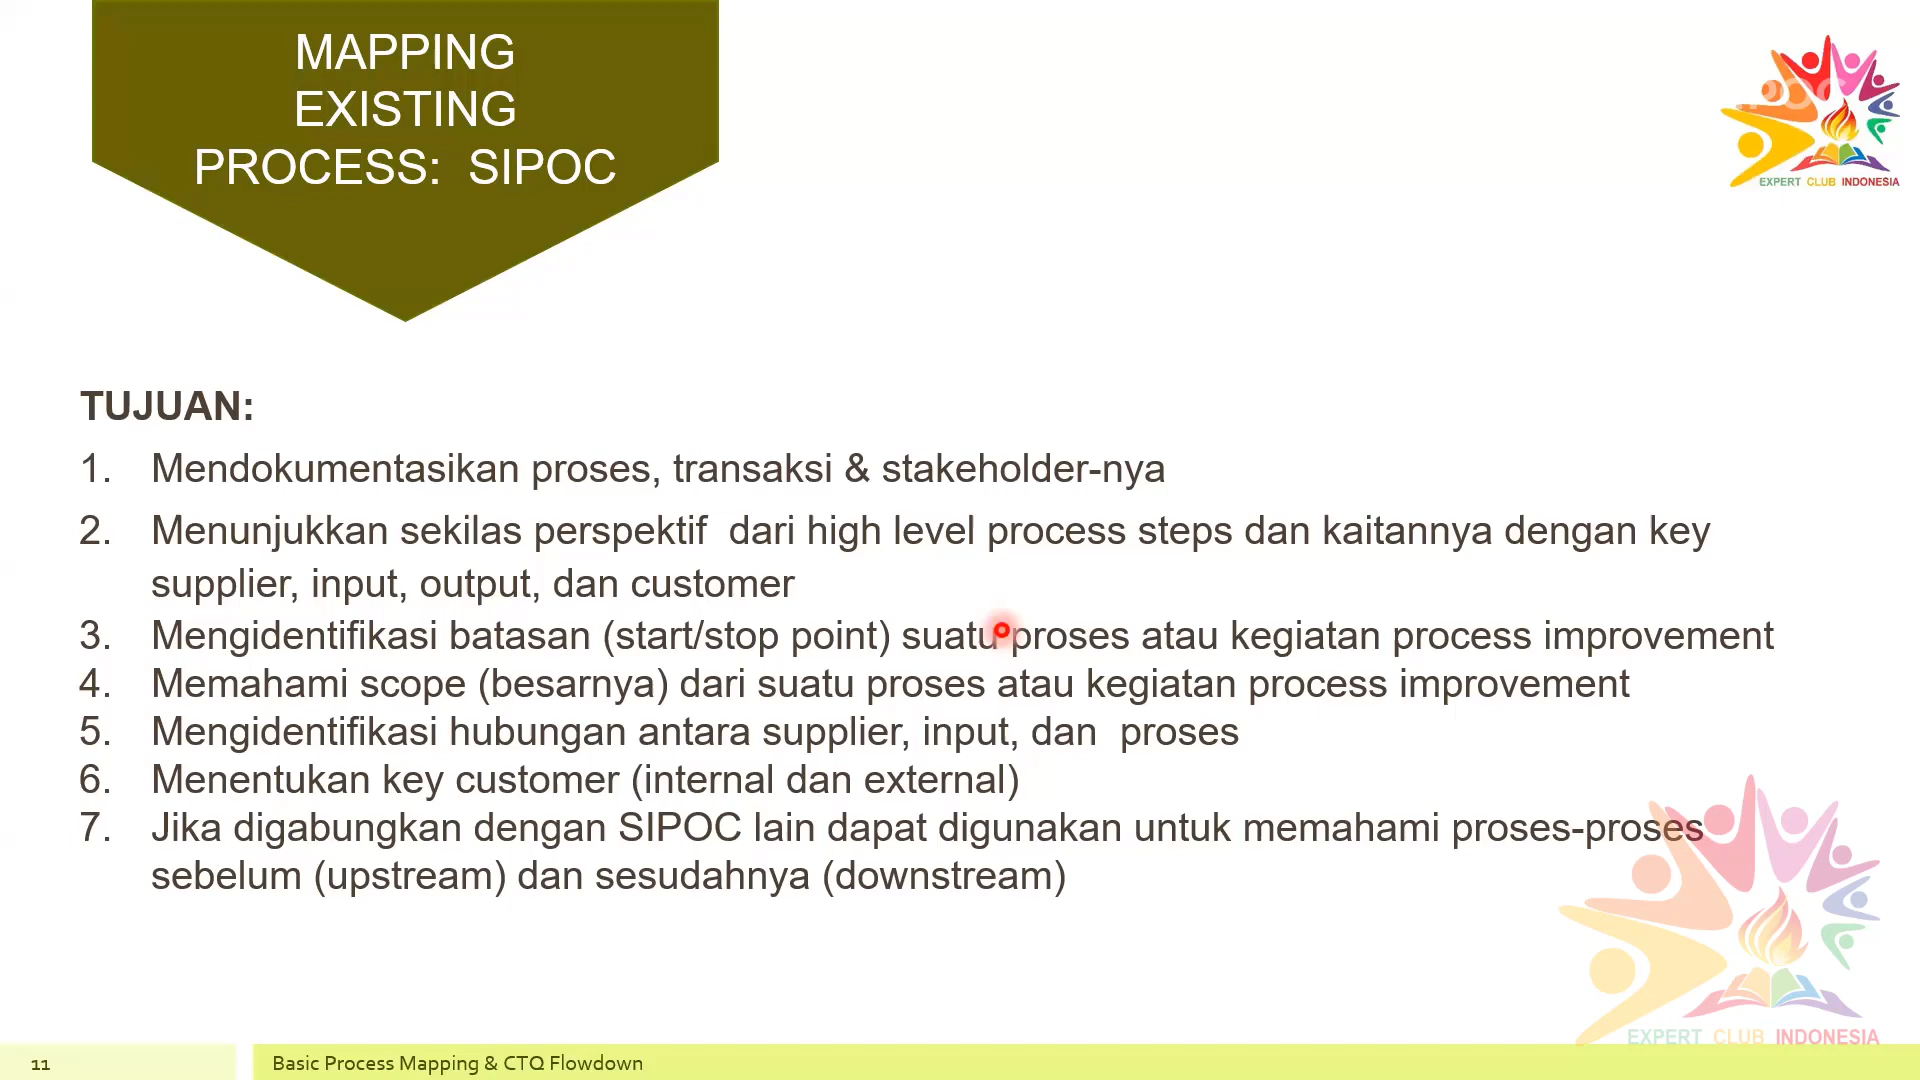 MAPPING
EXISTING
PROCESS: SIPOC
POC
EXPERT CLUB INDONESIA
TUJUAN:
1. Mendokumentasikan proses, transaksi & stakeholder-nya
2. Menunjukkan sekilas perspektif dari high level process steps dan kaitannya dengan key
supplier, input, output, dan customer
3. Mengidentifikasi batasan (start/stop point) suatu proses atau kegiatan process improvement
4. Memahami scope (besarnya) dari suatu proses atau kegiatan process improvement
5. Mengidentifikasi hubungan antara supplier, input, dan proses
6. Menentukan key customer (internal dan external)
7. Jika digabungkan dengan SIPOC lain dapat digunakan untuk memahami proses-proses
sebelum (upstream) dan sesudahnya (downstream)
EXPERT CLUB INDONESIA
11 Basic Process Mapping & CTQ Flowdown